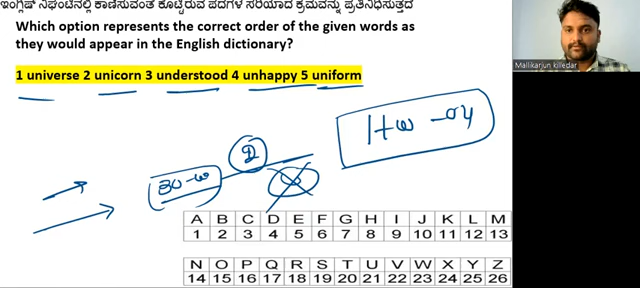 ಇಂಗ್ಲಿಷ್ ನಿಘಂಟಿನಲ್ಲಿ ಕಾಣಿಸುವಂತೆ ಕೊಟ್ಟಿರುವ ಪದಗಳ ಸರಿಯಾದ ಕ್ರಮವನ್ನು ಪ್ರತಿನಿಧಿಸುತ್ತದೆ
Which option represents the correct order of the given words as
they would appear in the English dictionary?
1 universe 2 unicorn 3 understood 4 unhappy 5 uniform
Mallikarjun killedar
A B C D E F G H I J K L M
1 2 3 4 5 6 7 8 9 10 11 12 13
N O P Q R S T U V W X Y Z
14 15 16 17 18 19 20 21 22 23 24 25 26